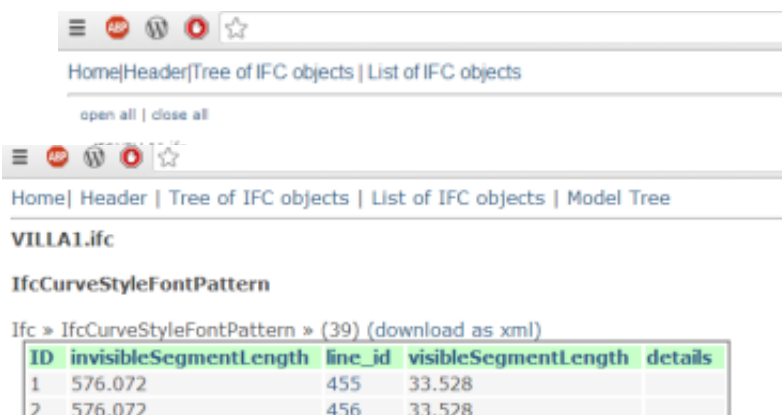 ABP
Home|Header|Tree of IFC objects | List of IFC objects
open all | close all
ABP
Home| Header | Tree of IFC objects | List of IFC objects | Model Tree
VILLA1.ifc
IfcCurveStyleFontPattern
Ifc » IfcCurveStyleFontPattern » (39) (download as xml)
ID invisibleSegmentLength line_id visibleSegmentLength details
1 576.072 455 33.528
2 576.072 456 33.528